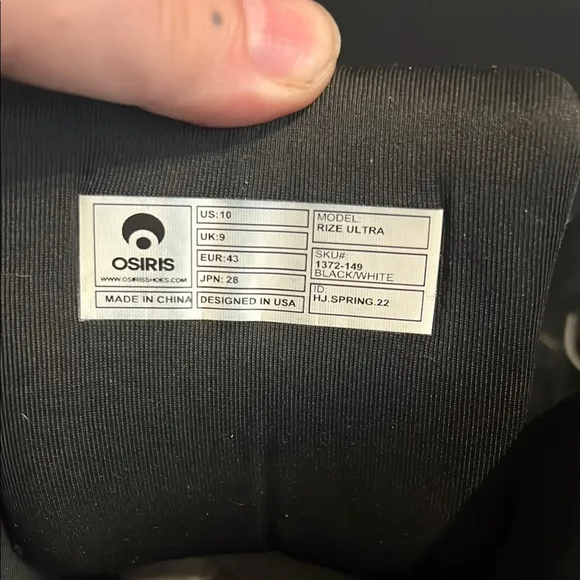 OSIRIS
WWW.OSIRISSHOES.COM
MADE IN CHINA
US:10
UK:9
EUR:43
JPN: 28
DESIGNED IN USA
MODEL:
RIZE ULTRA
SKU#:
1372-149
BLACK/WHITE
ID:
HJ.SPRING.22